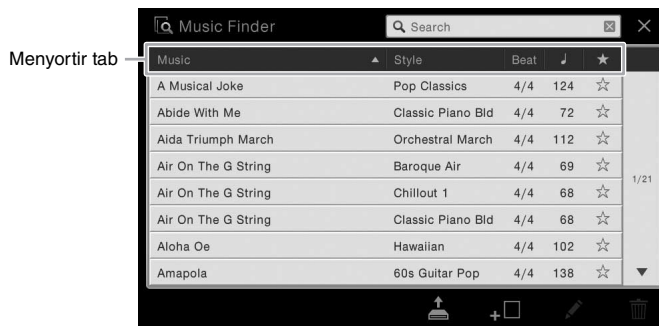 Music Finder
Search
Menyortir tab
Music Style Beat ♩ ★
A Musical Joke Pop Classics 4/4 124 ☆
Abide With Me Classic Piano Bld 4/4 72 ☆
Aida Triumph March Orchestral March 4/4 112 ☆
Air On The G String Baroque Air 4/4 69 ☆
Air On The G String Chillout 1 4/4 68 ☆
Air On The G String Classic Piano Bld 4/4 68 ☆
Aloha Oe Hawaiian 4/4 102 ☆
Amapola 60s Guitar Pop 4/4 138 ☆
1/21